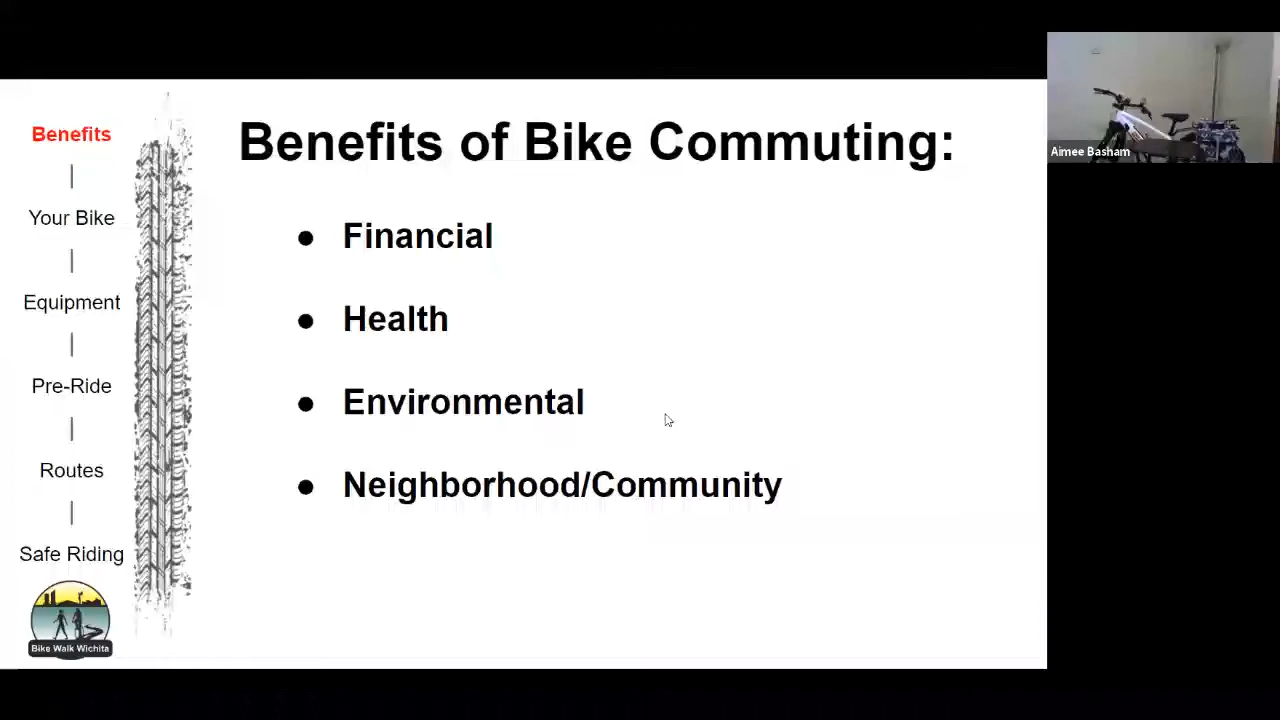 Benefits
Your Bike
Equipment
Pre-Ride
Routes
Safe Riding
Bike Walk Wichita
Benefits of Bike Commuting:
● Financial
● Health
● Environmental
● Neighborhood/Community
Aimee Basham